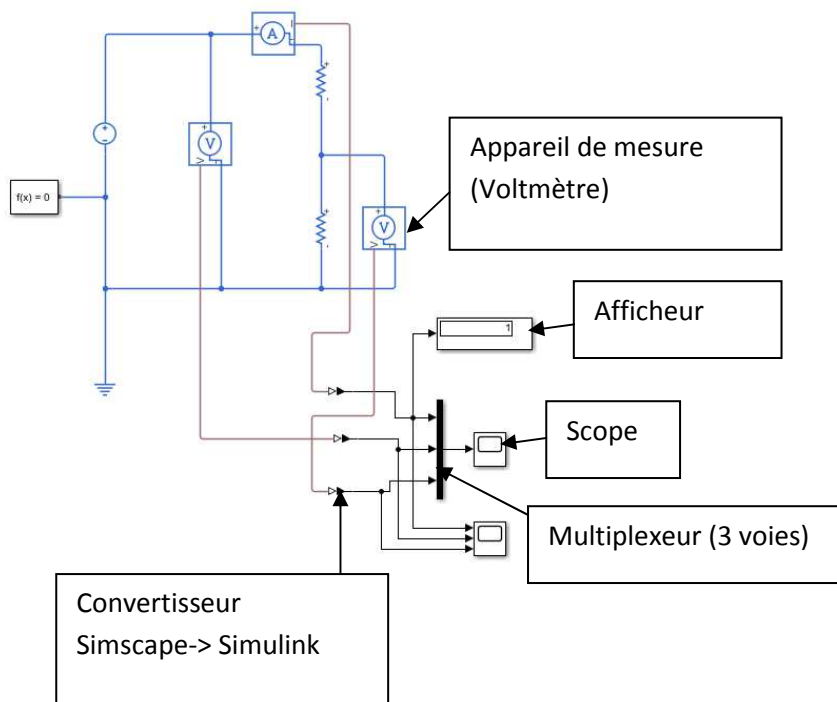 + A I
+
-
+
-
+ V
V
f(x) = 0
+
-
+ V
V
Appareil de mesure
(Voltmètre)
1
Afficheur
Scope
Multiplexeur (3 voies)
Convertisseur
Simscape-> Simulink